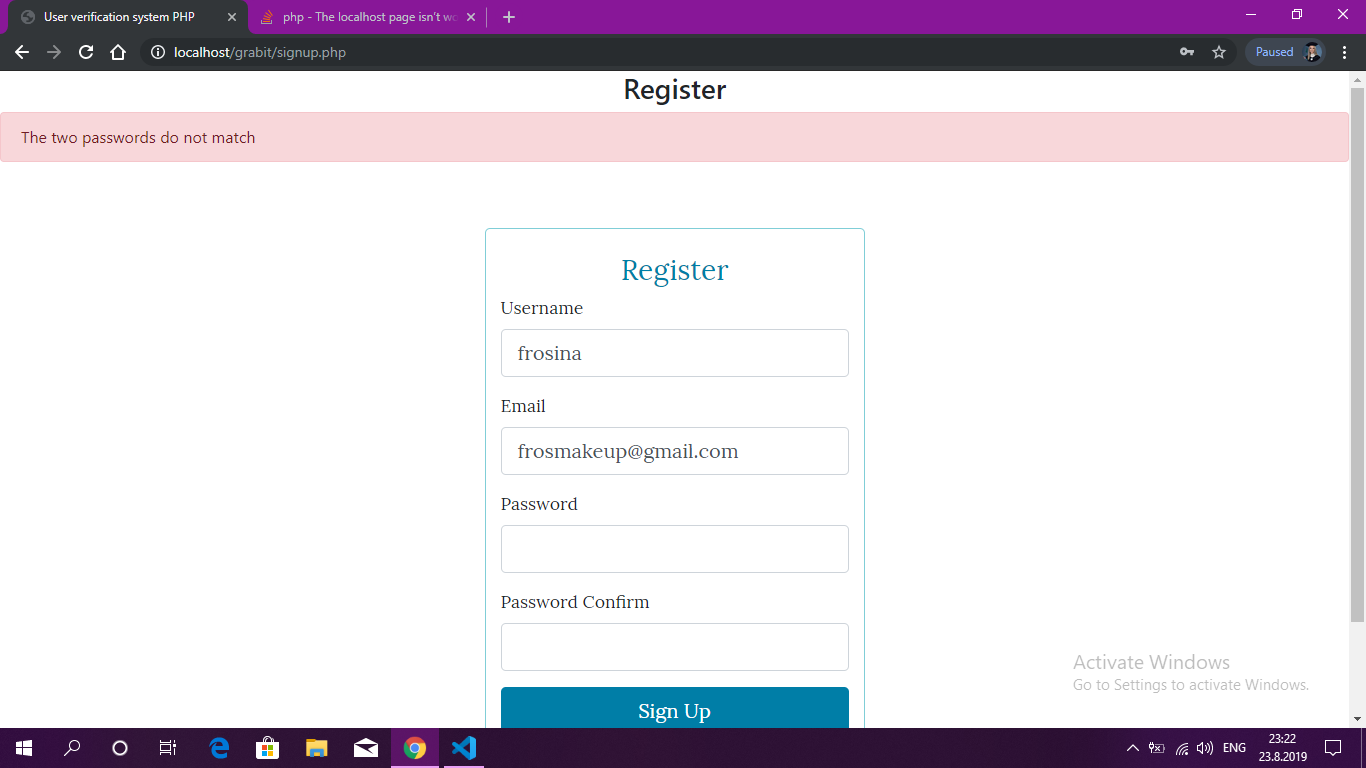 User verification system PHP
php - The localhost page isn't wo
localhost/grabit/signup.php
Paused
Register
The two passwords do not match
Register
Username
frosina
Email
frosmakeup@gmail.com
Password
Password Confirm
Sign Up
Activate Windows
Go to Settings to activate Windows.
ENG
23:22
23.8.2019